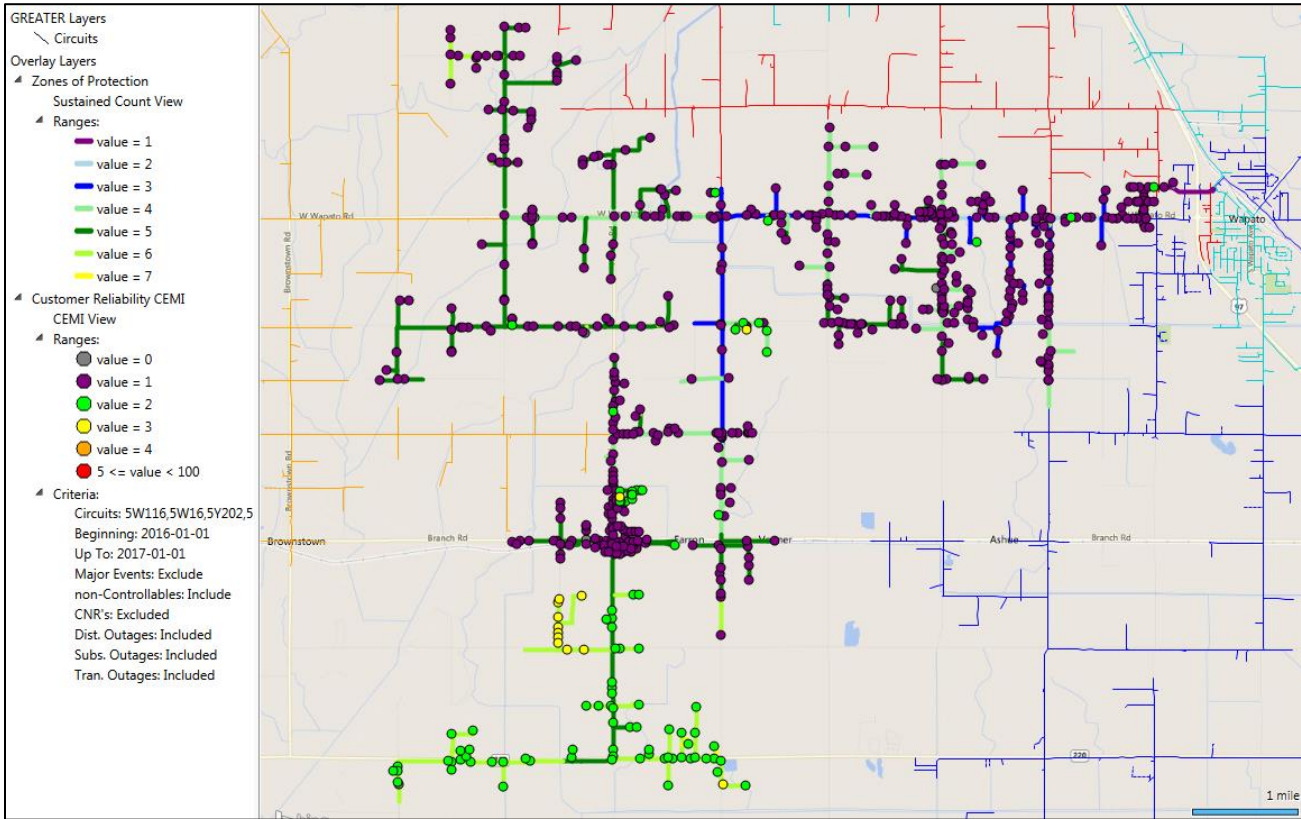 GREATER Layers
Circuits
Overlay Layers
Zones of Protection
Sustained Count View
Ranges:
value = 1
value = 2
value = 3
value = 4
value = 5
value = 6
value = 7
Customer Reliability CEMI
CEMI View
Ranges:
value = 0
value = 1
value = 2
value = 3
value = 4
5 <= value < 100
Criteria:
Circuits: 5W116,5W16,5Y202,5
Beginning: 2016-01-01
Up To: 2017-01-01
Major Events: Exclude
non-Controllables: Include
CNR's: Excluded
Dist. Outages: Included
Subs. Outages: Included
Tran. Outages: Included
W Wapato Rd
Wapato
Brownstown Rd
97
Brownstown Rd
Brownstown
Branch Rd
Ashue
Branch Rd
220
1 mile